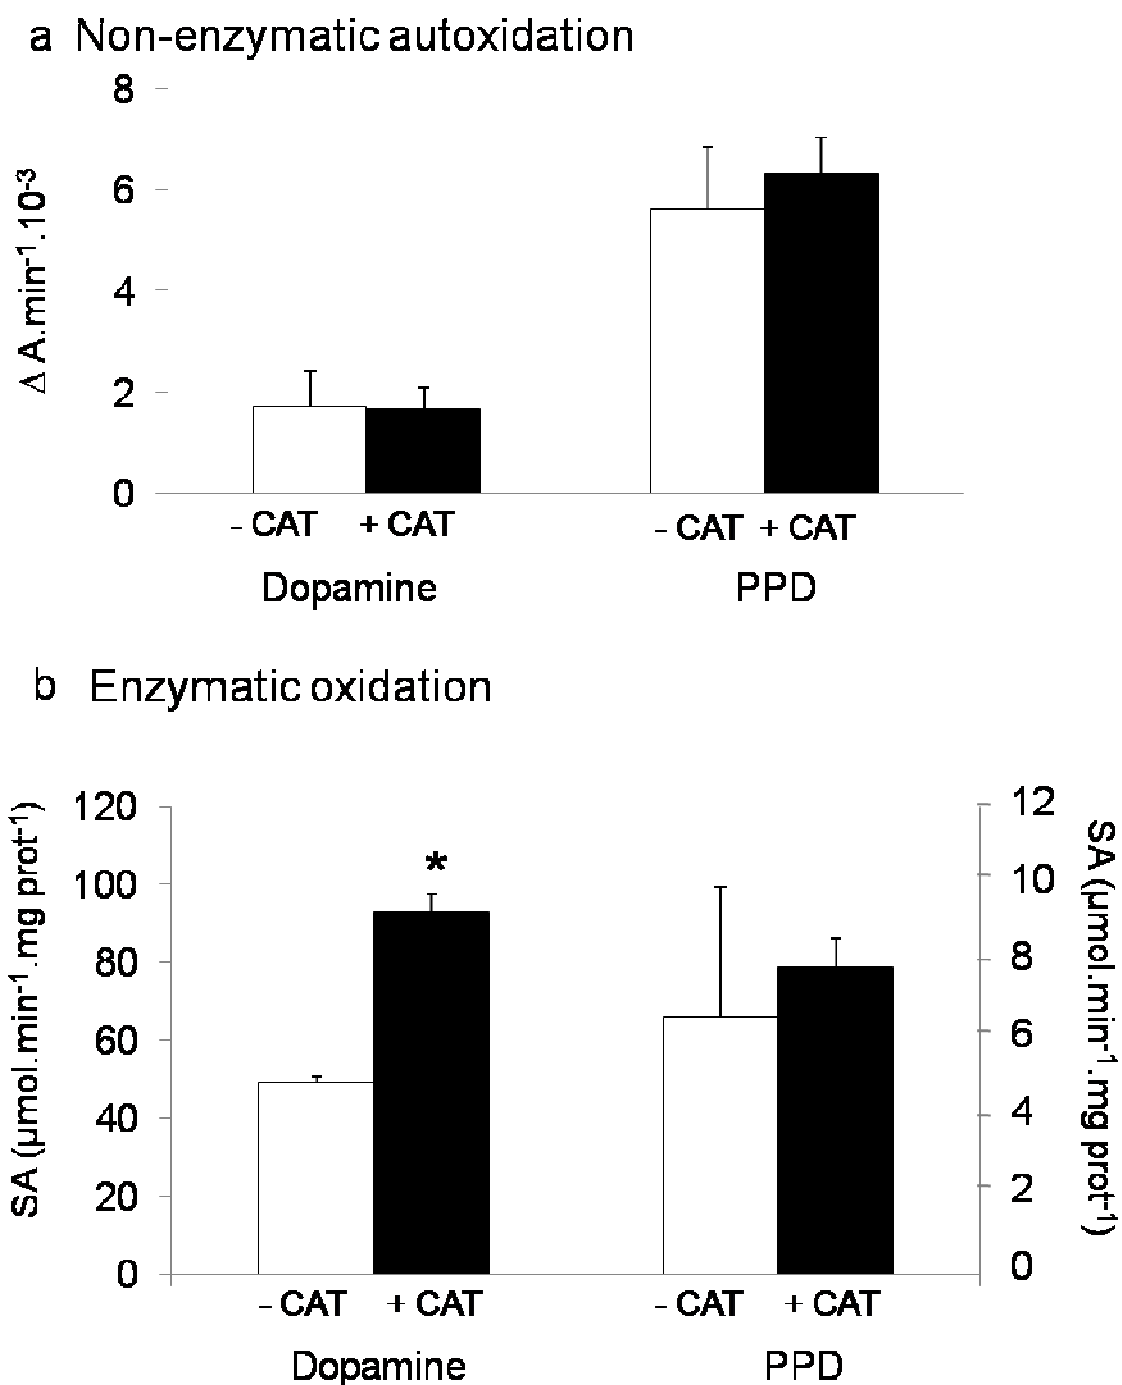 a Non-enzymatic autoxidation
8
6
4
2
0
Δ A.min-1.10-3
- CAT + CAT - CAT + CAT
Dopamine PPD
b Enzymatic oxidation
120
100
80
60
40
20
0
SA (µmol.min-1.mg prot-1)
*
12
10
8
6
4
2
0
SA (µmol.min-1.mg prot-1)
- CAT + CAT - CAT + CAT
Dopamine PPD